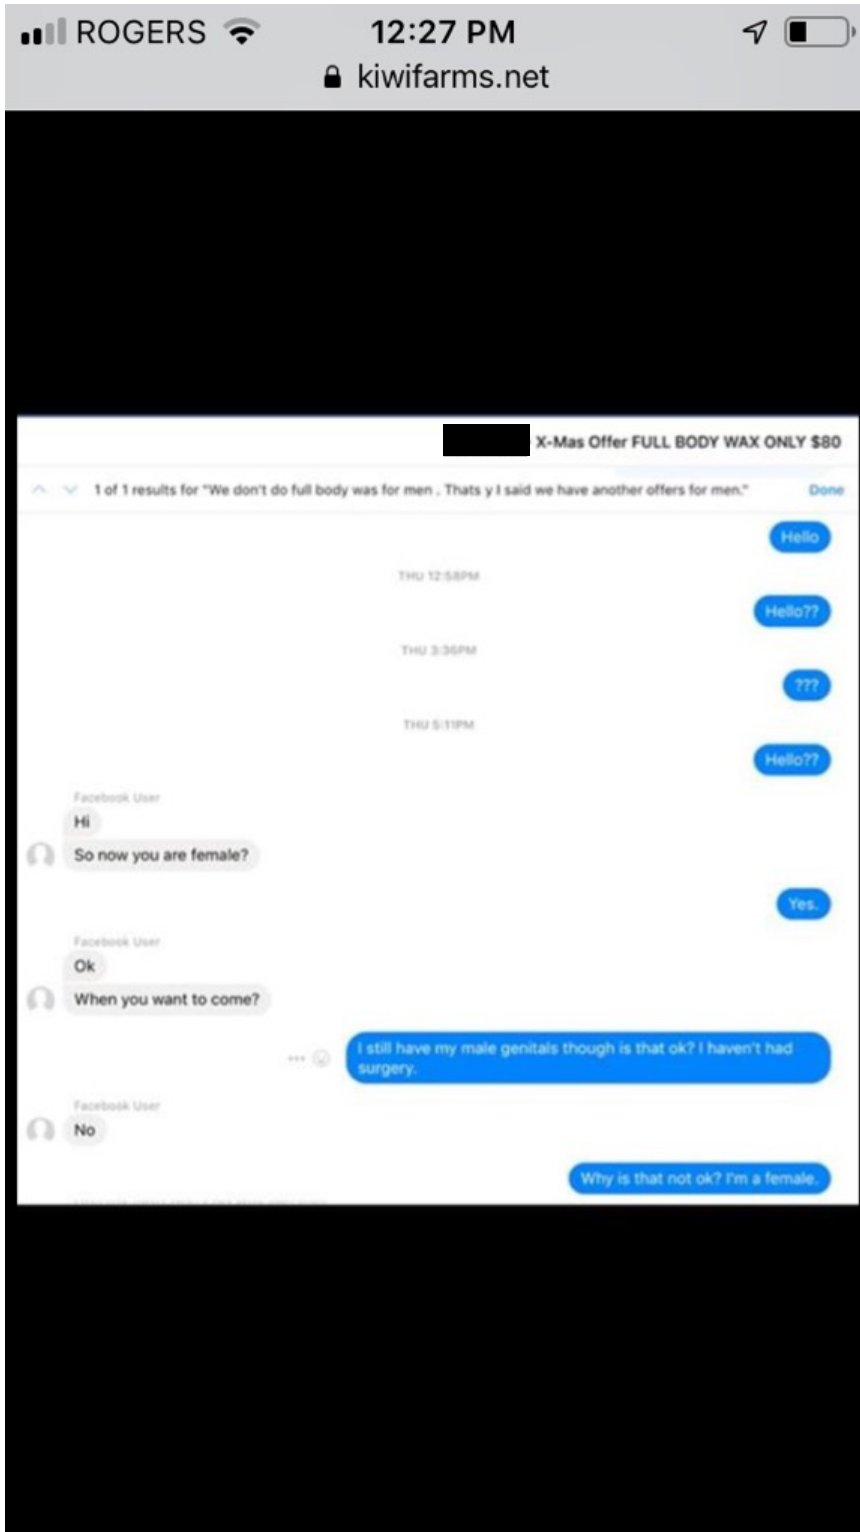 ROGERS 12:27 PM
kiwifarms.net
X-Mas Offer FULL BODY WAX ONLY $80
1 of 1 results for "We don't do full body was for men . Thats y I said we have another offers for men." Done
Hello
THU 12:58PM
Hello??
THU 3:36PM
???
THU 5:11PM
Hello??
Facebook User
Hi
So now you are female?
Yes.
Facebook User
Ok
When you want to come?
I still have my male genitals though is that ok? I haven't had
surgery.
Facebook User
No
Why is that not ok? I'm a female.